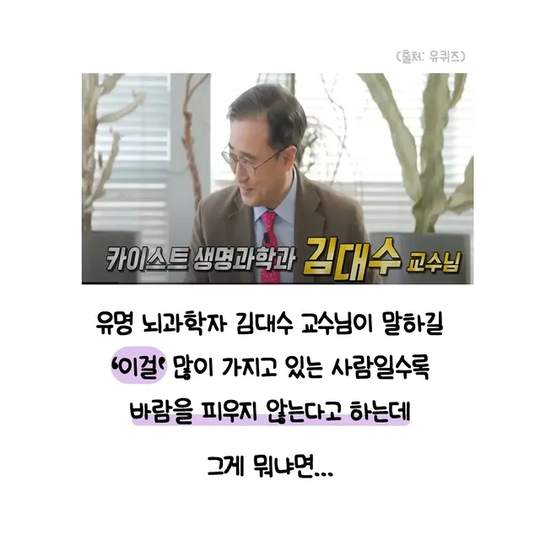 (출처: 유퀴즈)
카이스트 생명과학과 김대수 교수님
유명 뇌과학자 김대수 교수님이 말하길
‘이걸‘ 많이 가지고 있는 사람일수록
바람을 피우지 않는다고 하는데
그게 뭐냐면...